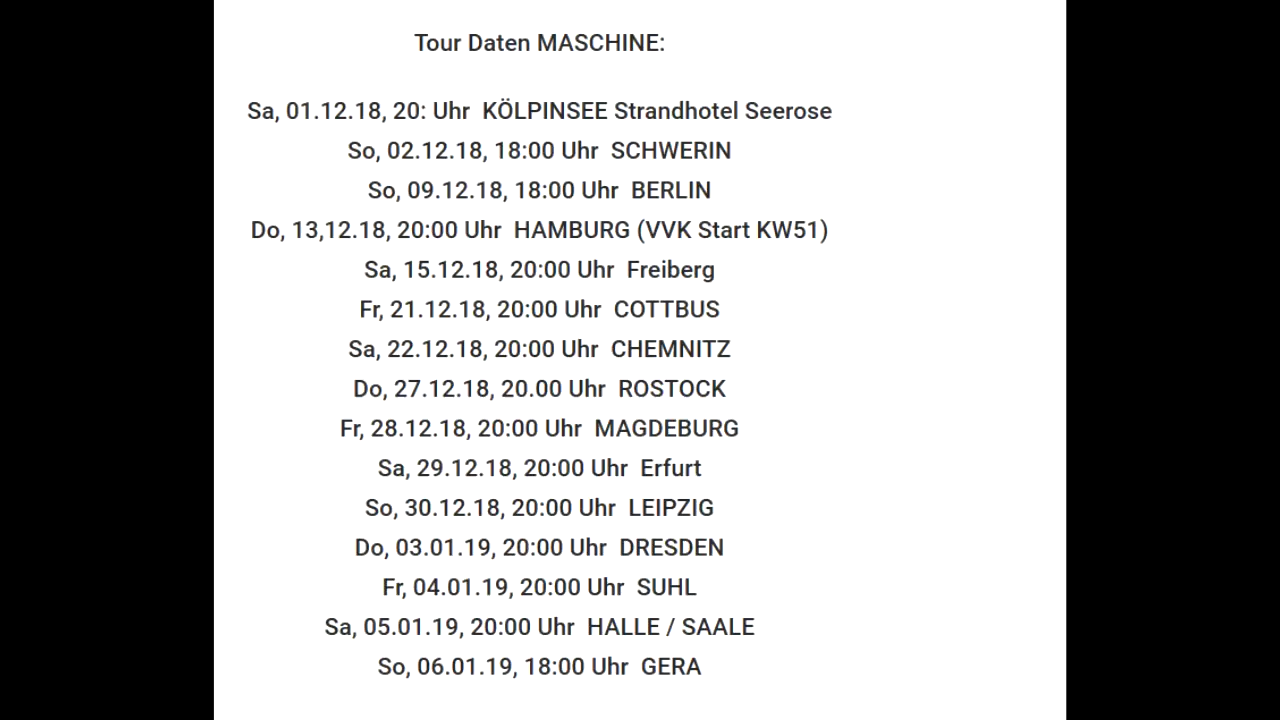 Tour Daten MASCHINE:
Sa, 01.12.18, 20: Uhr  KÖLPINSEE Strandhotel Seerose
So, 02.12.18, 18:00 Uhr  SCHWERIN
So, 09.12.18, 18:00 Uhr  BERLIN
Do, 13,12.18, 20:00 Uhr  HAMBURG (VVK Start KW51)
Sa, 15.12.18, 20:00 Uhr  Freiberg
Fr, 21.12.18, 20:00 Uhr  COTTBUS
Sa, 22.12.18, 20:00 Uhr  CHEMNITZ
Do, 27.12.18, 20.00 Uhr  ROSTOCK
Fr, 28.12.18, 20:00 Uhr  MAGDEBURG
Sa, 29.12.18, 20:00 Uhr  Erfurt
So, 30.12.18, 20:00 Uhr  LEIPZIG
Do, 03.01.19, 20:00 Uhr  DRESDEN
Fr, 04.01.19, 20:00 Uhr  SUHL
Sa, 05.01.19, 20:00 Uhr  HALLE / SAALE
So, 06.01.19, 18:00 Uhr  GERA